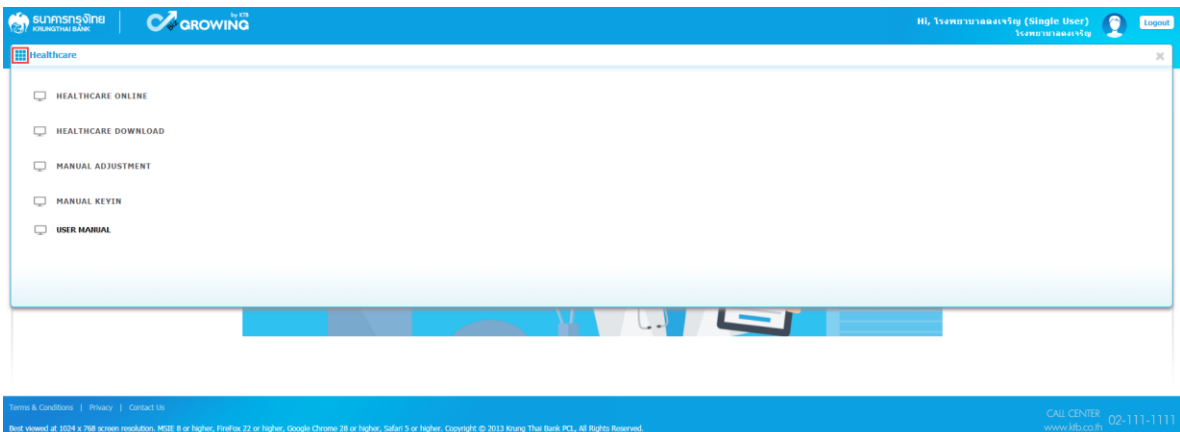 ธนาคารกรุงไทย
KRUNGTHAI BANK
by KTB
GROWING
Hi, โรงพยาบาลดงเจริญ (Single User)
โรงพยาบาลดงเจริญ
Logout
Healthcare
HEALTHCARE ONLINE
HEALTHCARE DOWNLOAD
MANUAL ADJUSTMENT
MANUAL KEYIN
USER MANUAL
Terms & Conditions | Privacy | Contact Us
Best viewed at 1024 x 768 screen resolution. MSIE 8 or higher, FireFox 22 or higher, Google Chrome 28 or higher, Safari 5 or higher. Copyright © 2013 Krung Thai Bank PCL, All Rights Reserved.
CALL CENTER 02-111-1111
www.ktb.co.th